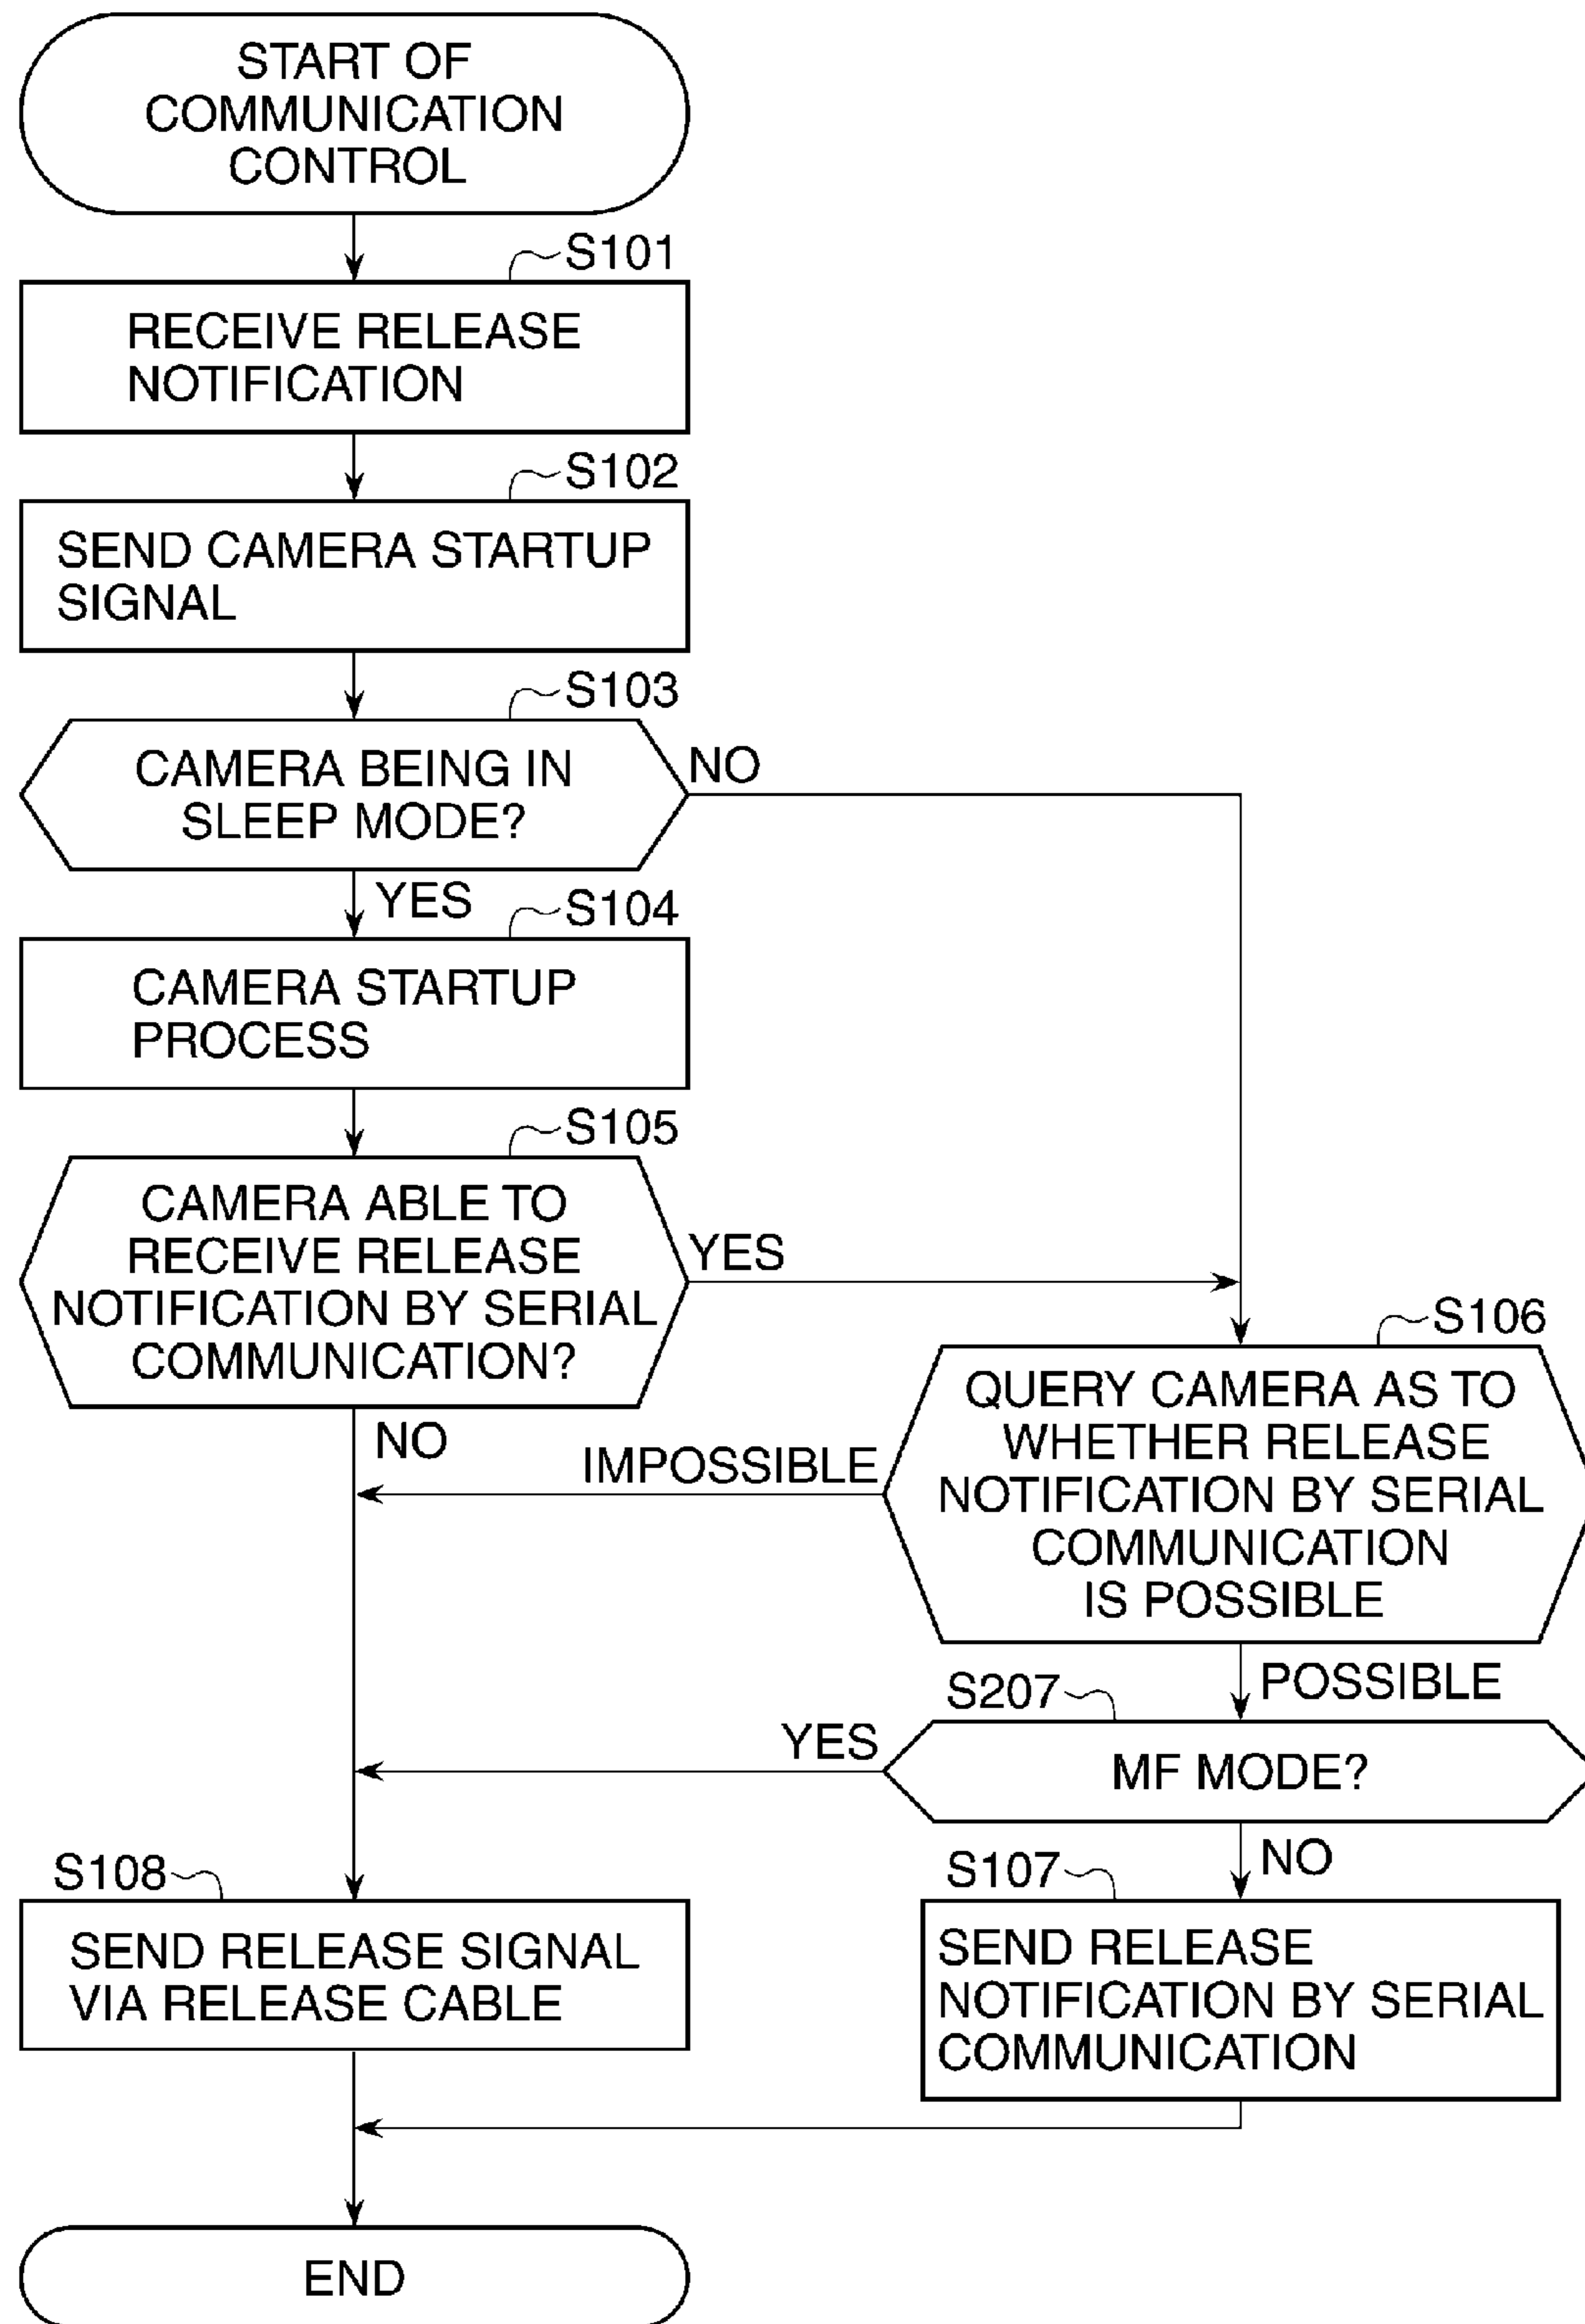 START OF
COMMUNICATION
CONTROL
S101
RECEIVE RELEASE
NOTIFICATION
S102
SEND CAMERA STARTUP
SIGNAL
S103
CAMERA BEING IN
SLEEP MODE?
NO
YES
S104
CAMERA STARTUP
PROCESS
S105
CAMERA ABLE TO
RECEIVE RELEASE
NOTIFICATION BY SERIAL
COMMUNICATION?
YES
NO
S106
QUERY CAMERA AS TO
WHETHER RELEASE
NOTIFICATION BY SERIAL
COMMUNICATION
IS POSSIBLE
IMPOSSIBLE
POSSIBLE
S207
MF MODE?
YES
NO
S108
SEND RELEASE SIGNAL
VIA RELEASE CABLE
S107
SEND RELEASE
NOTIFICATION BY SERIAL
COMMUNICATION
END